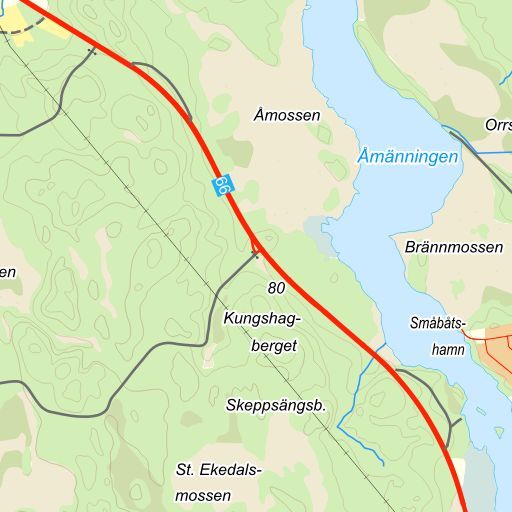 Åmossen
Orrs
Åmänningen
66
Brännmossen
en
80
Småbåts-
hamn
Kungshag-
berget
Skeppsängsb.
St. Ekedals-
mossen